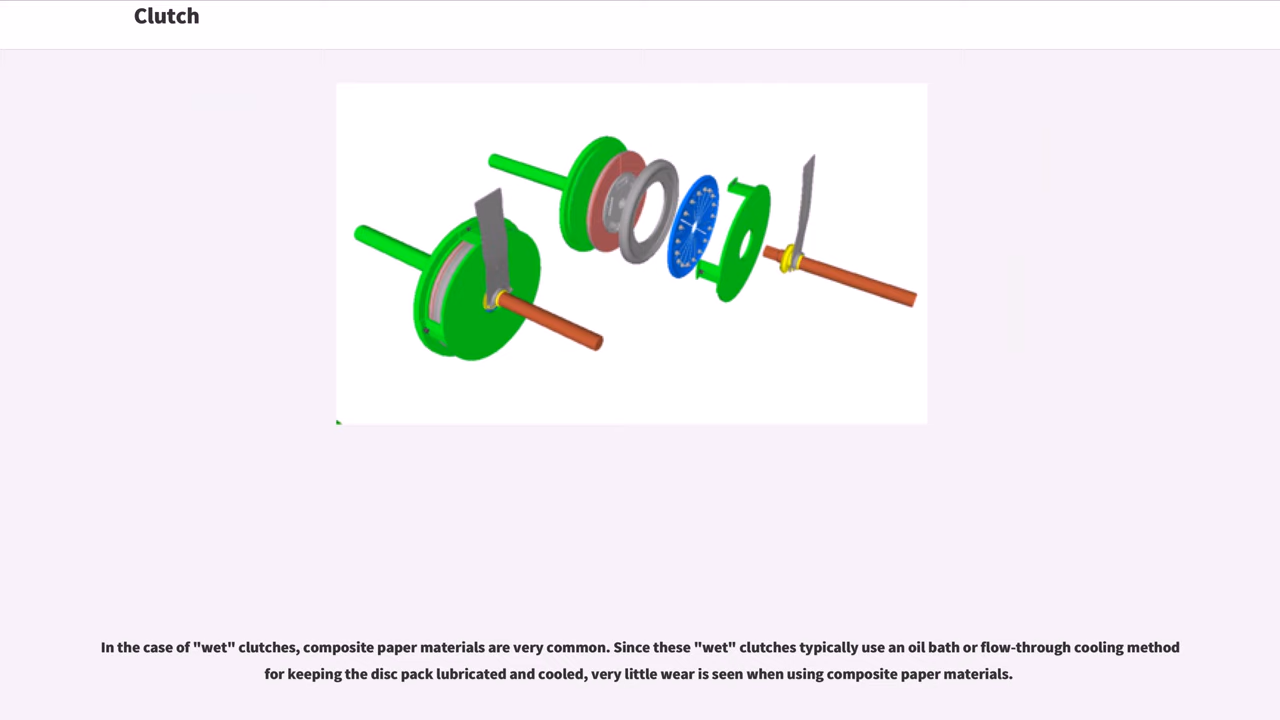 Clutch
In the case of "wet" clutches, composite paper materials are very common. Since these "wet" clutches typically use an oil bath or flow-through cooling method
for keeping the disc pack lubricated and cooled, very little wear is seen when using composite paper materials.